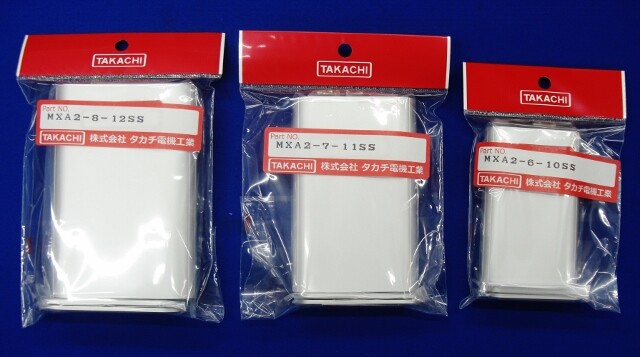 TAKACHI
Part NO.
MXA2-8-12SS
TAKACHI 株式会社 タカチ電機工業
TAKACHI
Part NO.
MXA2-7-11SS
TAKACHI 株式会社 タカチ電機工業
TAKACHI
Part NO.
MXA2-6-10SS
TAKACHI 株式会社 タカチ電機工業